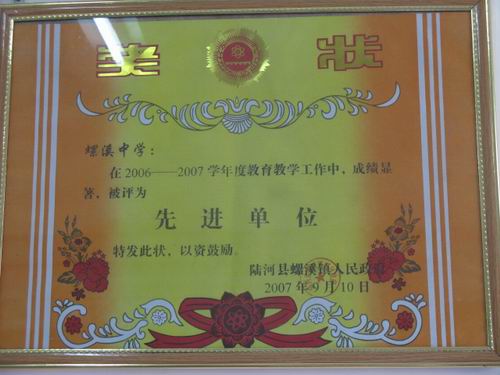 奖状
螺溪中学:
在2006——2007学年度教育教学工作中,成绩显
著,被评为
先进单位
特发此状,以资鼓励。
陆河县螺溪镇人民政府
2007年9月10日